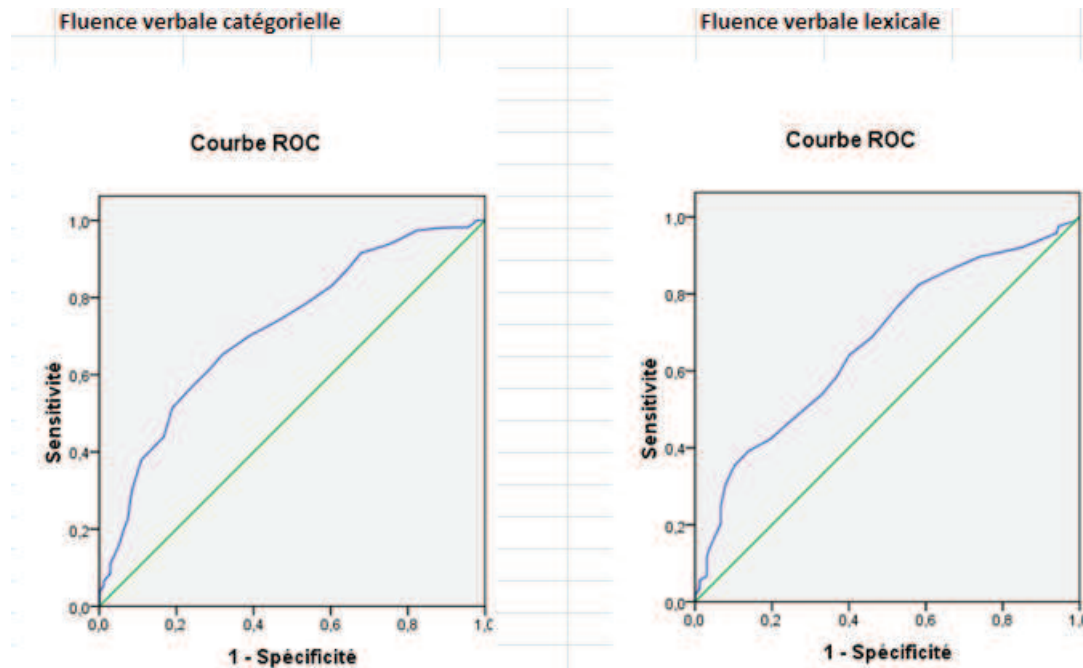 Fluence verbale catégorielle
Fluence verbale lexicale
Courbe ROC
1,0
0,8
0,6
0,4
0,2
0,0
Sensitivité
0,0 0,2 0,4 0,6 0,8 1,0
1 - Spécificité
Courbe ROC
1,0
0,8
0,6
0,4
0,2
0,0
Sensitivité
0,0 0,2 0,4 0,6 0,8
1 - Spécificité